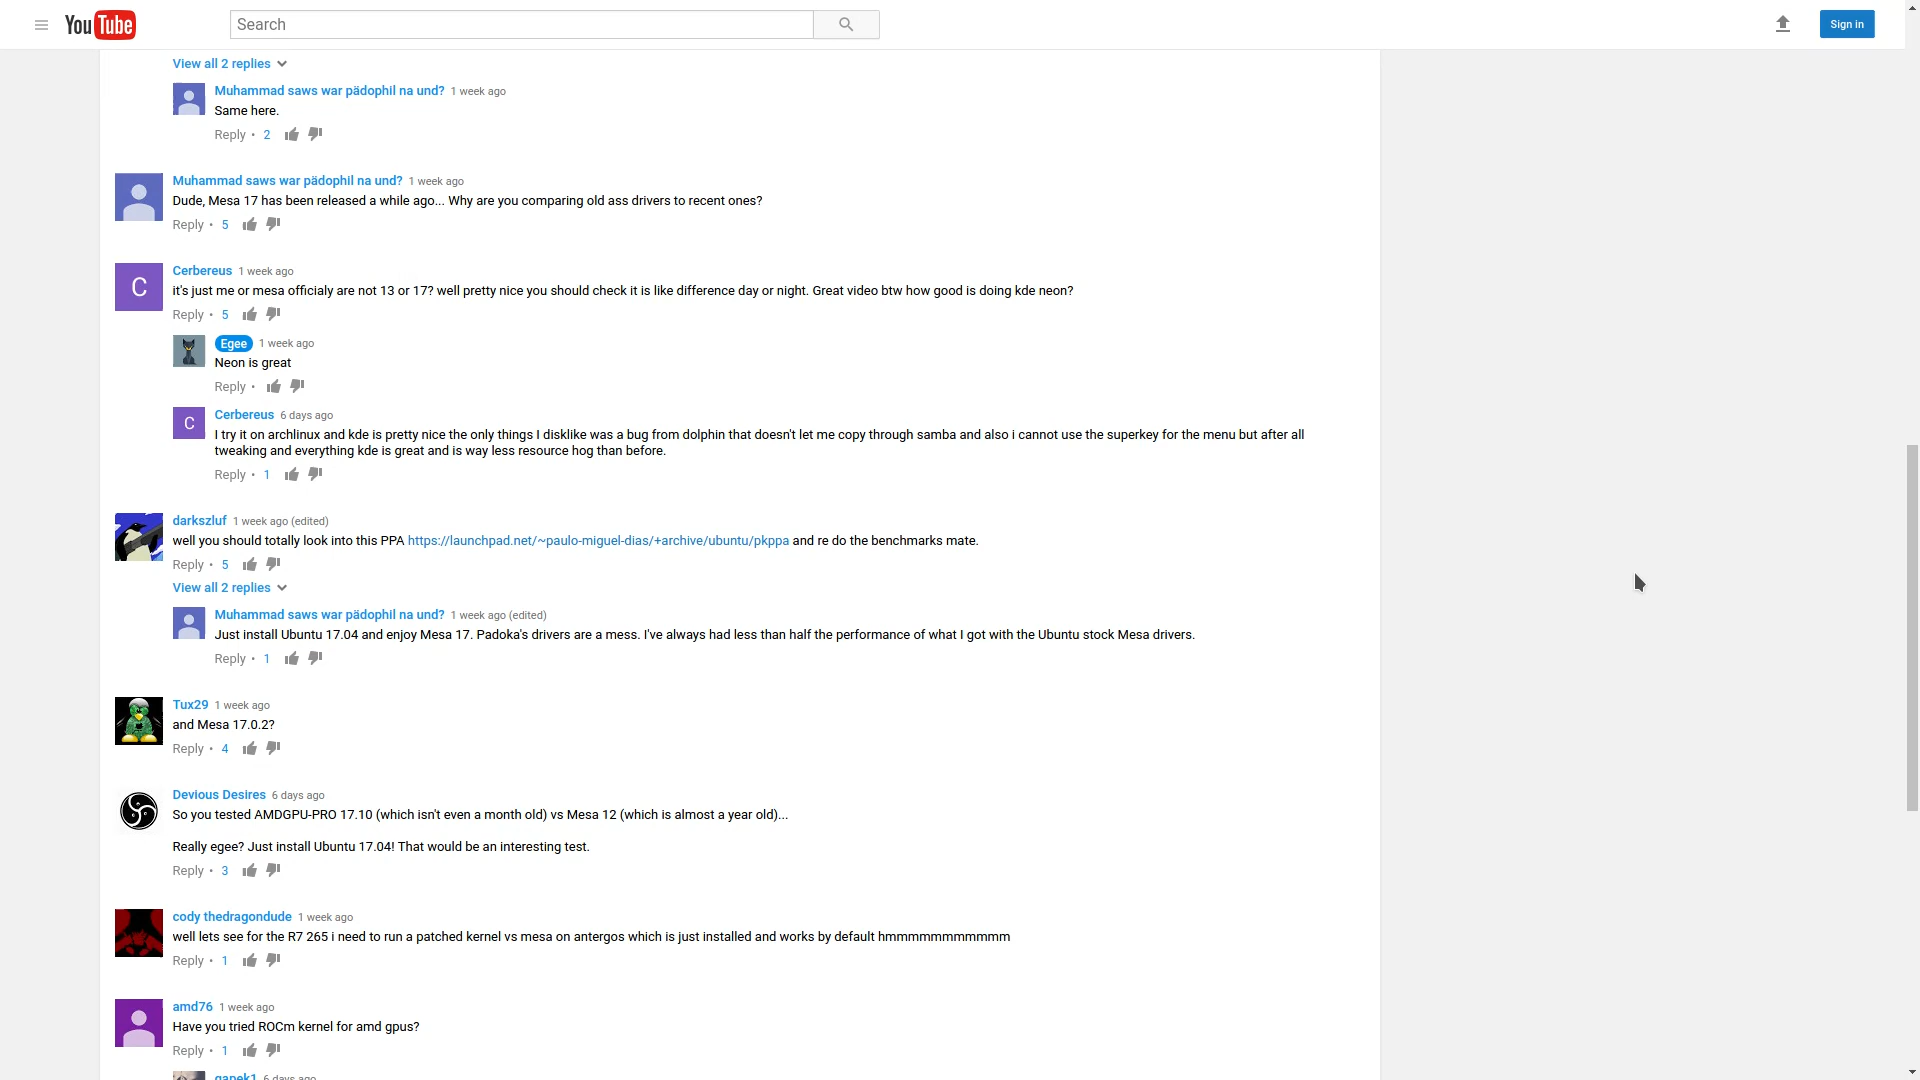 YouTube
Search
Sign in
View all 2 replies
Muhammad saws war pädophil na und? 1 week ago
Same here.
Reply • 2
Muhammad saws war pädophil na und? 1 week ago
Dude, Mesa 17 has been released a while ago... Why are you comparing old ass drivers to recent ones?
Reply • 5
C
Cerbereus 1 week ago
it's just me or mesa officialy are not 13 or 17? well pretty nice you should check it is like difference day or night. Great video btw how good is doing kde neon?
Reply • 5
Egee 1 week ago
Neon is great
Reply •
C
Cerbereus 6 days ago
I try it on archlinux and kde is pretty nice the only things I disklike was a bug from dolphin that doesn't let me copy through samba and also i cannot use the superkey for the menu but after all
tweaking and everything kde is great and is way less resource hog than before.
Reply • 1
darkszluf 1 week ago (edited)
well you should totally look into this PPA https://launchpad.net/~paulo-miguel-dias/+archive/ubuntu/pkppa and re do the benchmarks mate.
Reply • 5
View all 2 replies
Muhammad saws war pädophil na und? 1 week ago (edited)
Just install Ubuntu 17.04 and enjoy Mesa 17. Padoka's drivers are a mess. I've always had less than half the performance of what I got with the Ubuntu stock Mesa drivers.
Reply • 1
Tux29 1 week ago
and Mesa 17.0.2?
Reply • 4
Devious Desires 6 days ago
So you tested AMDGPU-PRO 17.10 (which isn't even a month old) vs Mesa 12 (which is almost a year old)...
Really egee? Just install Ubuntu 17.04! That would be an interesting test.
Reply • 3
cody thedragondude 1 week ago
well lets see for the R7 265 i need to run a patched kernel vs mesa on antergos which is just installed and works by default hmmmmmmmmmmm
Reply • 1
amd76 1 week ago
Have you tried ROCm kernel for amd gpus?
Reply • 1
gapek1 6 days ago